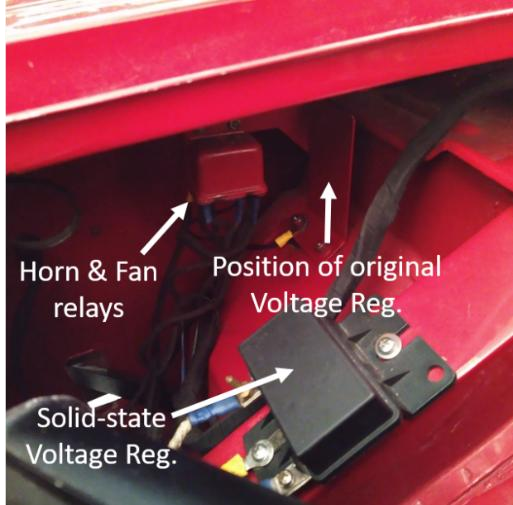 Horn & Fan
relays
Position of original
Voltage Reg.
Solid-state
Voltage Reg.